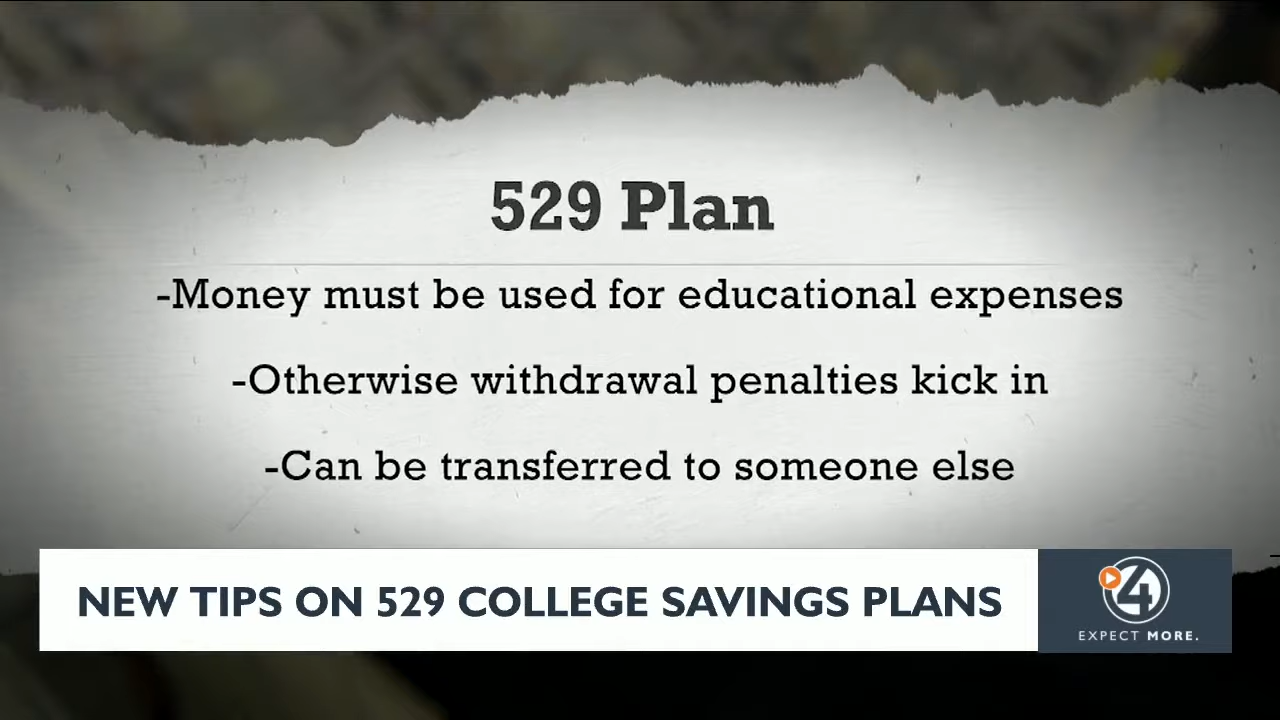 529 Plan
-Money must be used for educational expenses
-Otherwise withdrawal penalties kick in
-Can be transferred to someone else
NEW TIPS ON 529 COLLEGE SAVINGS PLANS
4
EXPECT MORE.